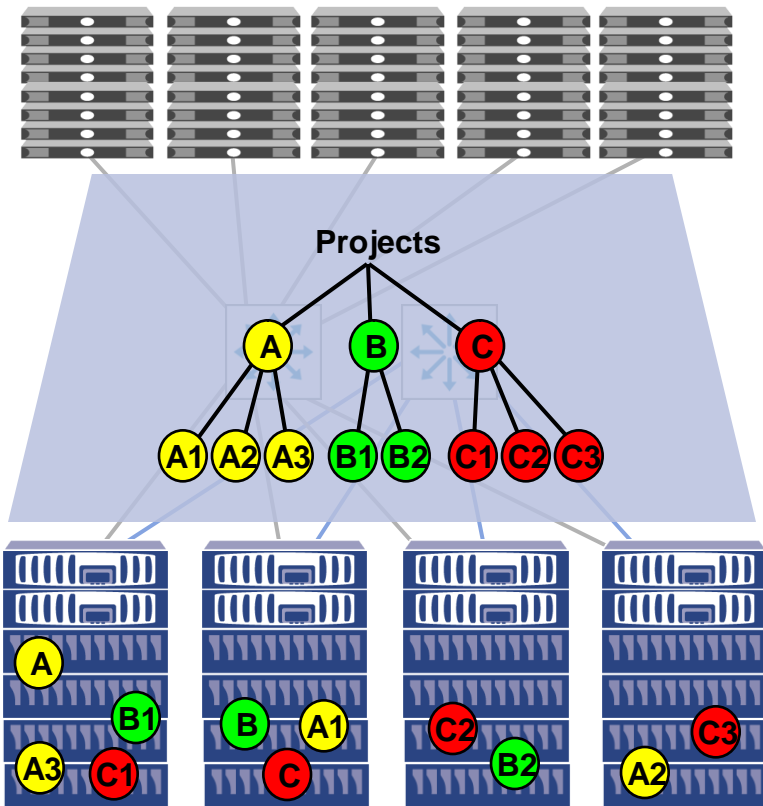 Projects
A B C
A1 A2 A3 B1 B2 C1 C2 C3
A
B1
A3 C1
B A1
C
C2
B2
C3
A2